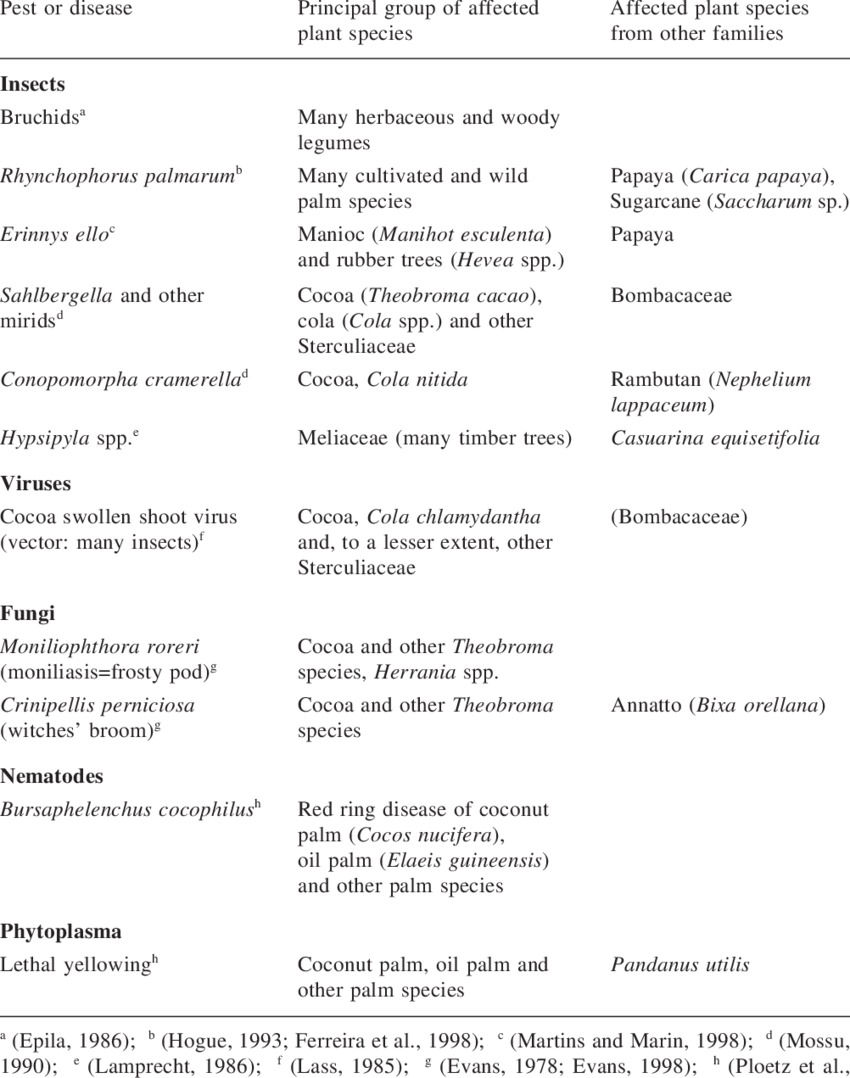 Pest or disease Principal group of affected Affected plant species
plant species from other families
Insects
Bruchidsᵃ Many herbaceous and woody
legumes
Rhynchophorus palmarumᵇ Many cultivated and wild Papaya (Carica papaya),
palm species Sugarcane (Saccharum sp.)
Erinnys elloᶜ Manioc (Manihot esculenta) Papaya
and rubber trees (Hevea spp.)
Sahlbergella and other Cocoa (Theobroma cacao), Bombacaceae
miridsᵈ cola (Cola spp.) and other
Sterculiaceae
Conopomorpha cramerellaᵈ Cocoa, Cola nitida Rambutan (Nephelium
lappaceum)
Hypsipyla spp.ᵉ Meliaceae (many timber trees) Casuarina equisetifolia
Viruses
Cocoa swollen shoot virus Cocoa, Cola chlamydantha (Bombacaceae)
(vector: many insects)ᶠ and, to a lesser extent, other
Sterculiaceae
Fungi
Moniliophthora roreri Cocoa and other Theobroma
(moniliasis=frosty pod)ᵍ species, Herrania spp.
Crinipellis perniciosa Cocoa and other Theobroma Annatto (Bixa orellana)
(witches’ broom)ᵍ species
Nematodes
Bursaphelenchus cocophilusʰ Red ring disease of coconut
palm (Cocos nucifera),
oil palm (Elaeis guineensis)
and other palm species
Phytoplasma
Lethal yellowingʰ Coconut palm, oil palm and Pandanus utilis
other palm species
ᵃ (Epila, 1986); ᵇ (Hogue, 1993; Ferreira et al., 1998); ᶜ (Martins and Marin, 1998); ᵈ (Mossu,
1990); ᵉ (Lamprecht, 1986); ᶠ (Lass, 1985); ᵍ (Evans, 1978; Evans, 1998); ʰ (Ploetz et al.,